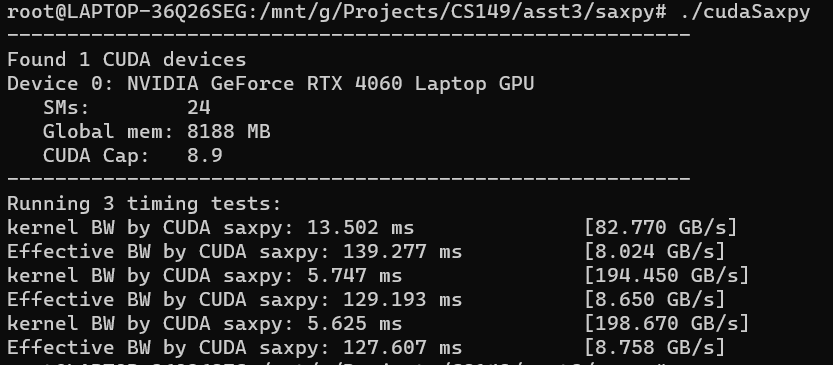 root@LAPTOP-36Q26SEG:/mnt/g/Projects/CS149/asst3/saxpy# ./cudaSaxpy
---------------------------------------------------------
Found 1 CUDA devices
Device 0: NVIDIA GeForce RTX 4060 Laptop GPU
   SMs:        24
   Global mem: 8188 MB
   CUDA Cap:   8.9
---------------------------------------------------------
Running 3 timing tests:
kernel BW by CUDA saxpy: 13.502 ms              [82.770 GB/s]
Effective BW by CUDA saxpy: 139.277 ms          [8.024 GB/s]
kernel BW by CUDA saxpy: 5.747 ms               [194.450 GB/s]
Effective BW by CUDA saxpy: 129.193 ms          [8.650 GB/s]
kernel BW by CUDA saxpy: 5.625 ms               [198.670 GB/s]
Effective BW by CUDA saxpy: 127.607 ms          [8.758 GB/s]